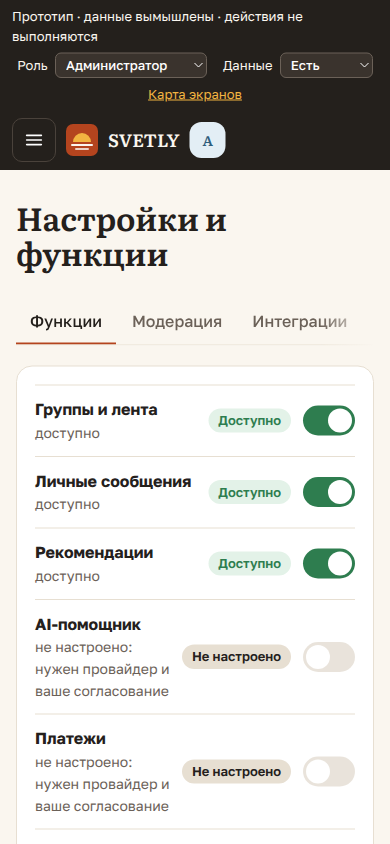 Прототип · данные вымышлены · действия не
выполняются
Роль Администратор Данные Есть
Карта экранов
SVETLY А
Настройки и
функции
Функции Модерация Интеграции
Группы и лента
доступно
Доступно
Личные сообщения
доступно
Доступно
Рекомендации
доступно
Доступно
AI-помощник
не настроено:
нужен провайдер и
ваше согласование
Не настроено
Платежи
не настроено:
нужен провайдер и
ваше согласование
Не настроено